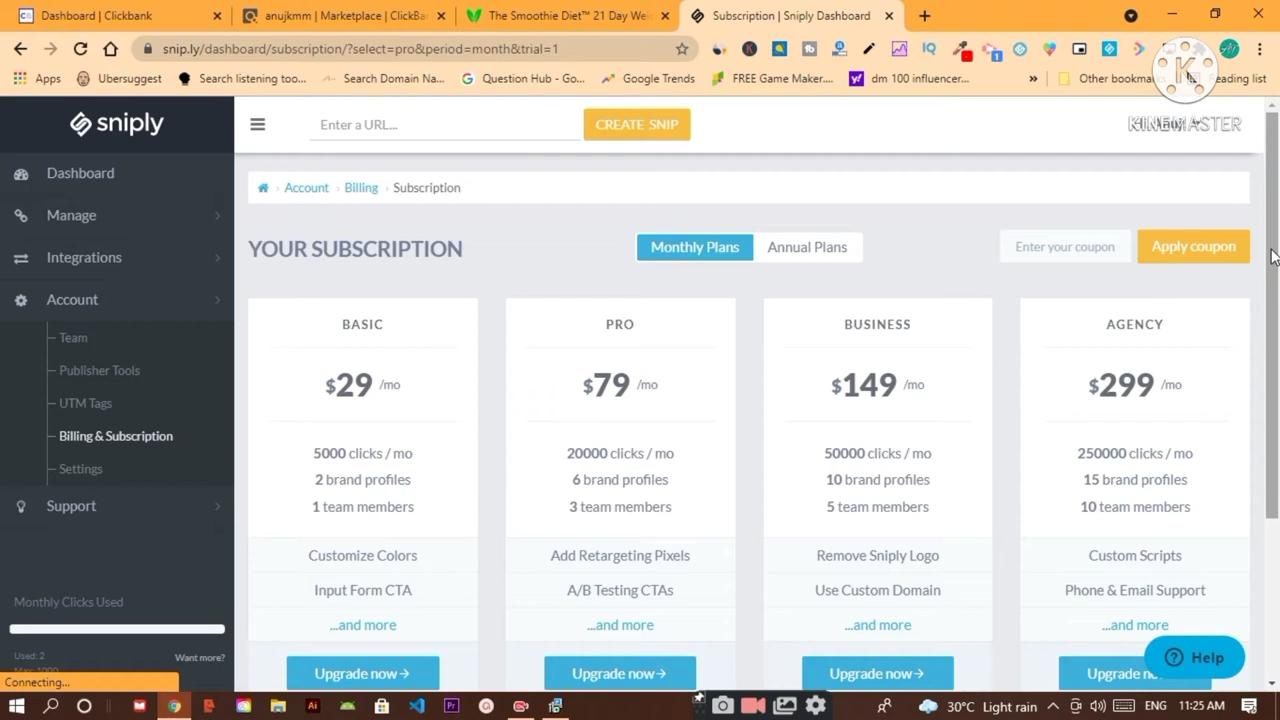 Dashboard | Clickbank
anujkmm | Marketplace | ClickBa
The Smoothie Diet™ 21 Day Wei
Subscription | Sniply Dashboard
snip.ly/dashboard/subscription/?select=pro&period=month&trial=1
Apps
Ubersuggest
Search listening too...
Search Domain Na...
Question Hub - Go...
Google Trends
FREE Game Maker....
dm 100 influencer...
»
Other bookmarks
Reading list
sniply
Enter a URL...
CREATE SNIP
KINEMASTER
Dashboard
Manage
Integrations
Account
Team
Publisher Tools
UTM Tags
Billing & Subscription
Settings
Support
Monthly Clicks Used
Used: 2
Max: 1000
Want more?
Connecting...
Account › Billing › Subscription
YOUR SUBSCRIPTION
Monthly Plans
Annual Plans
Enter your coupon
Apply coupon
BASIC
$29 /mo
5000 clicks / mo
2 brand profiles
1 team members
Customize Colors
Input Form CTA
...and more
Upgrade now→
PRO
$79 /mo
20000 clicks / mo
6 brand profiles
3 team members
Add Retargeting Pixels
A/B Testing CTAs
...and more
Upgrade now→
BUSINESS
$149 /mo
50000 clicks / mo
10 brand profiles
5 team members
Remove Sniply Logo
Use Custom Domain
...and more
Upgrade now→
AGENCY
$299 /mo
250000 clicks / mo
15 brand profiles
10 team members
Custom Scripts
Phone & Email Support
...and more
Help
30°C Light rain
ENG
11:25 AM